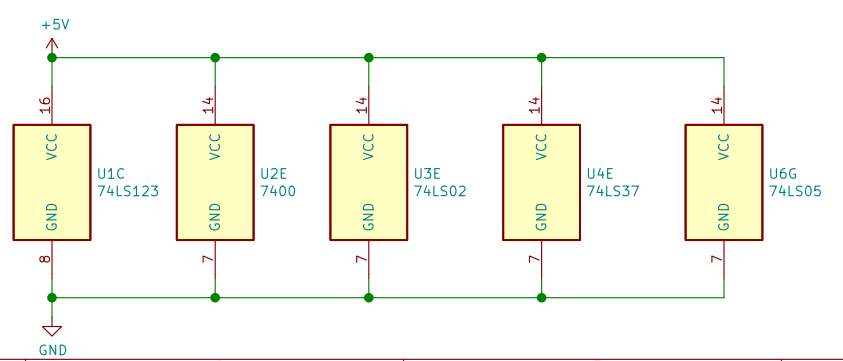 +5V
16
14
14
14
14
VCC
VCC
VCC
VCC
VCC
U1C
74LS123
U2E
7400
U3E
74LS02
U4E
74LS37
U6G
74LS05
GND
GND
GND
GND
GND
8
7
7
7
7
GND